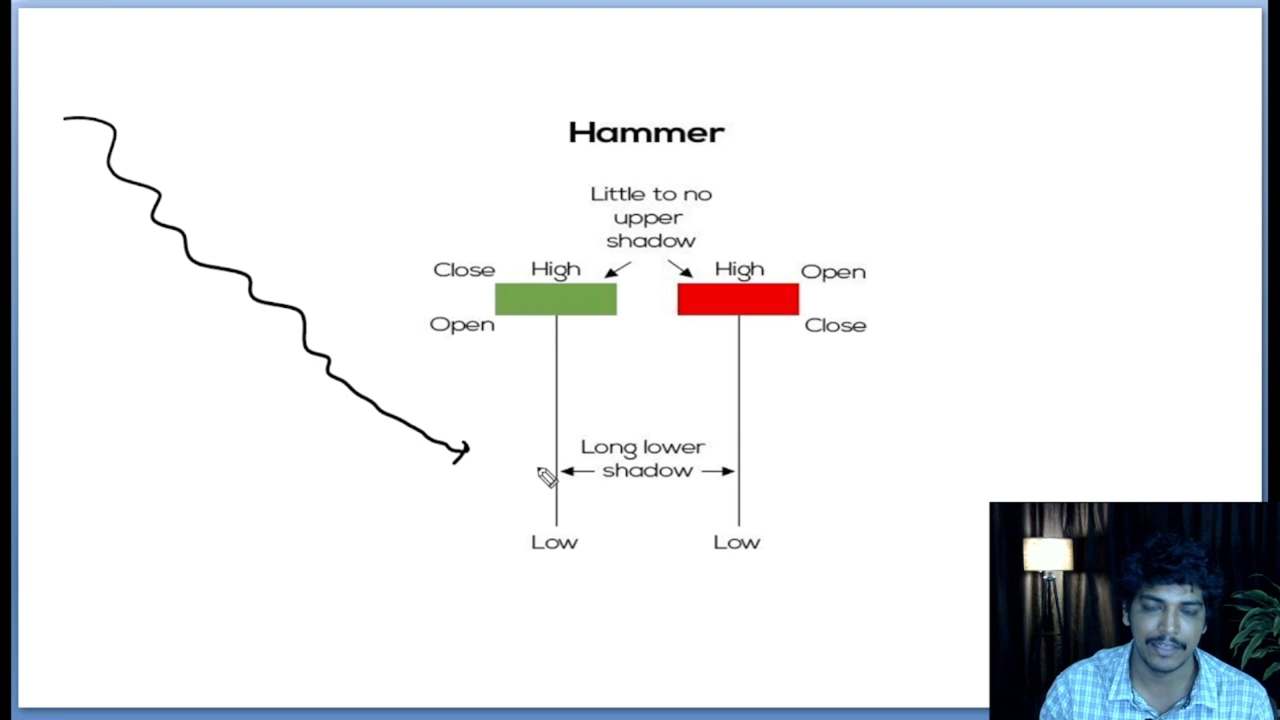 Hammer
Little to no
upper
shadow
Close High High Open
Open Close
Long lower
shadow
Low Low